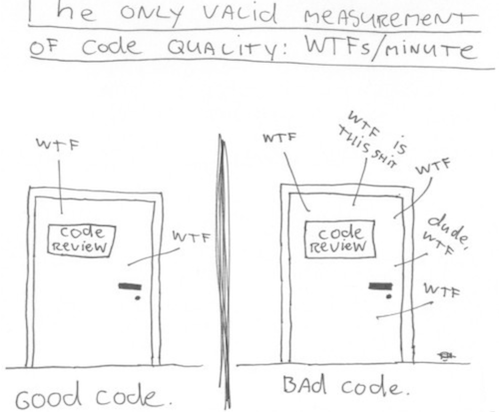 The ONLY VALID MEASUREMENT
OF Code QUALITY: WTFs/MINUTE
WTF
code
REVIEW
WTF
Good code.
WTF
WTF is
THIS SHIT
WTF
dude,
WTF
code
REVIEW
WTF
BAd code.